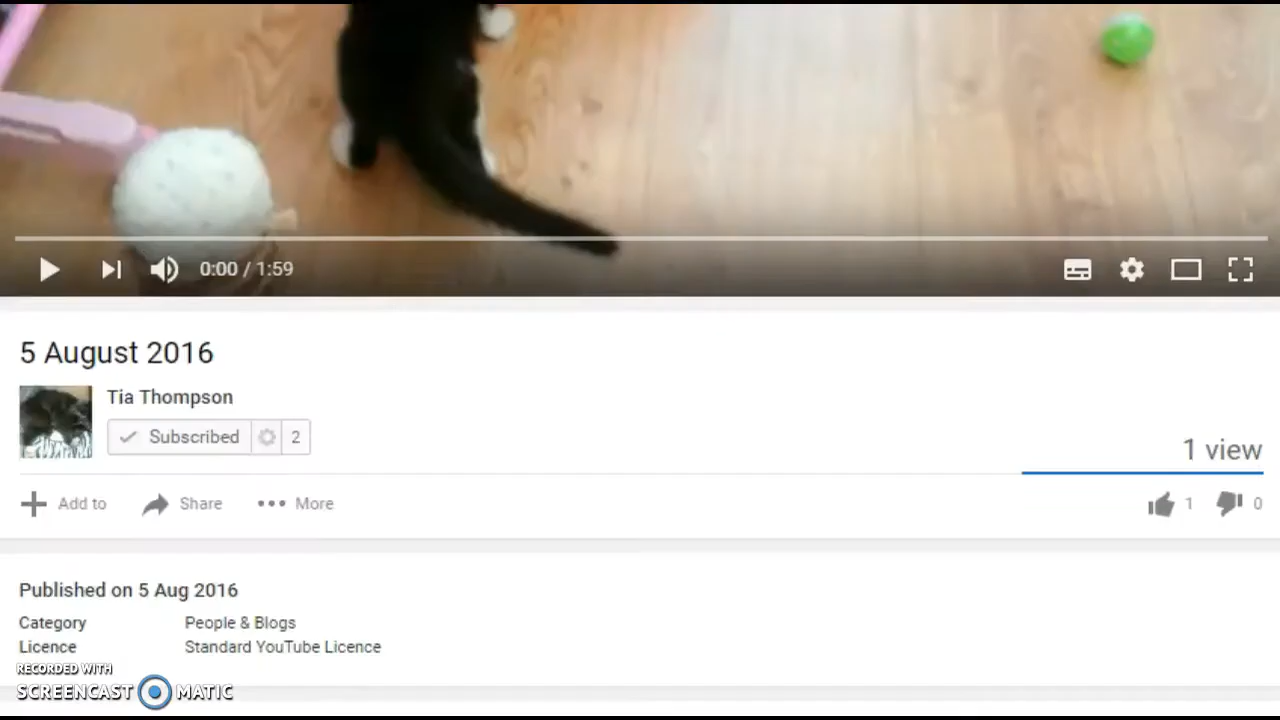 0:00 / 1:59
5 August 2016
Tia Thompson
Subscribed 2
1 view
Add to Share More 1 0
Published on 5 Aug 2016
Category People & Blogs
Licence Standard YouTube Licence
RECORDED WITH
SCREENCAST MATIC